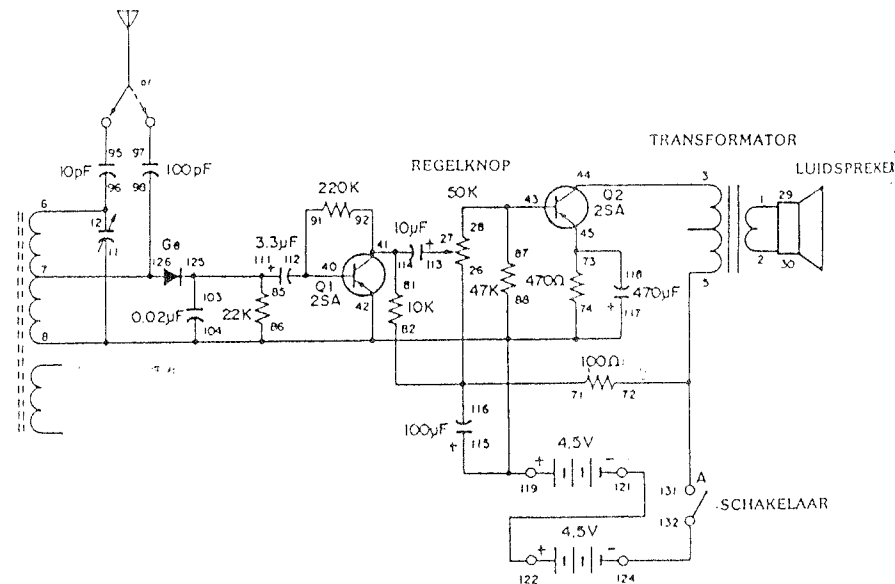 of
95
97
10pF
96
98
100pF
6
12
11
7
8
Ge
126
125
103
104
0.02µF
3.3µF
111
112
85
86
22K
220K
91
92
40
Q1
2SA
41
42
10µF
114
113
81
82
10K
REGELKNOP
50K
27
28
26
87
88
47K
43
44
45
Q2
2SA
73
74
470Ω
118
117
470µF
TRANSFORMATOR
3
5
1
2
LUIDSPREKER
29
30
100Ω
71
72
100µF
116
115
+
4,5V
+
-
119
121
4,5V
+
-
122
124
131
A
132
SCHAKELAAR